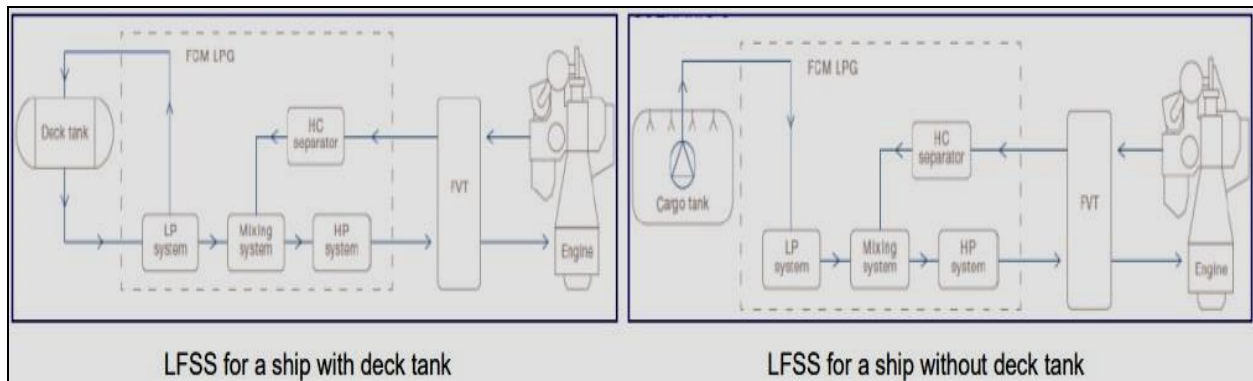 FCM LPG
Deck tank
HC
separator
FVT
LP
system
Mixing
system
HP
system
Engine
LFSS for a ship with deck tank
FCM LPG
HC
separator
Cargo tank
FVT
LP
system
Mixing
system
HP
system
Engine
LFSS for a ship without deck tank